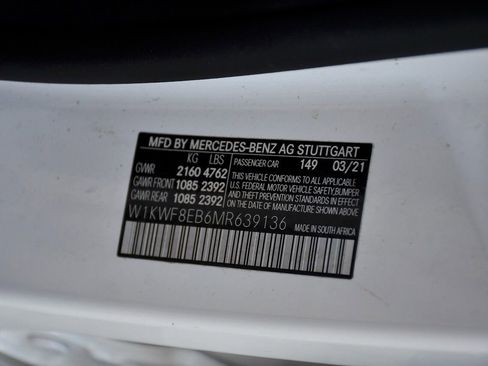 MFD BY MERCEDES-BENZ AG STUTTGART
KG LBS PASSENGER CAR 149 03/21
GVWR 2160 4762
GAWR FRONT 1085 2392
GAWR REAR 1085 2392
THIS VEHICLE CONFORMS TO ALL APPLICABLE
U.S. FEDERAL MOTOR VEHICLE SAFETY, BUMPER,
AND THEFT PREVENTION STANDARDS IN EFFECT
ON THE DATE OF MANUFACTURE SHOWN ABOVE.
W1KWF8EB6MR639136 MADE IN SOUTH AFRICA